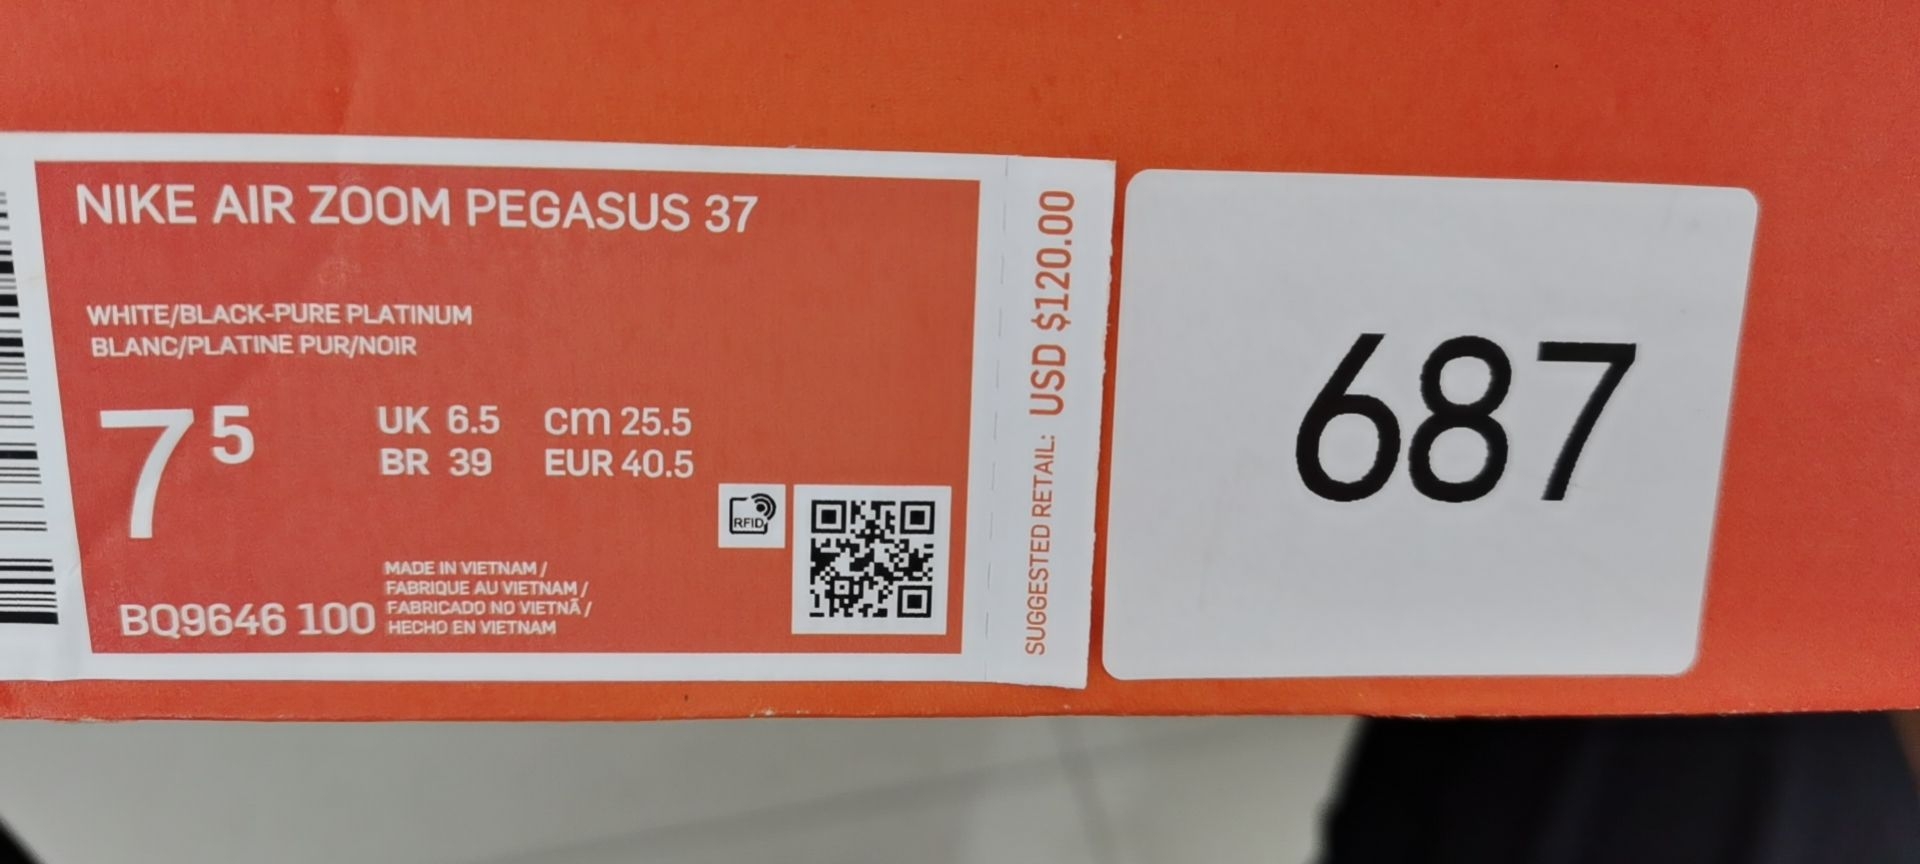 NIKE AIR ZOOM PEGASUS 37
WHITE/BLACK-PURE PLATINUM
BLANC/PLATINE PUR/NOIR
7 5
UK 6.5 cm 25.5
BR 39 EUR 40.5
RFID
MADE IN VIETNAM /
FABRIQUE AU VIETNAM /
FABRICADO NO VIETNÃ /
HECHO EN VIETNAM
BQ9646 100
SUGGESTED RETAIL: USD $120.00
687